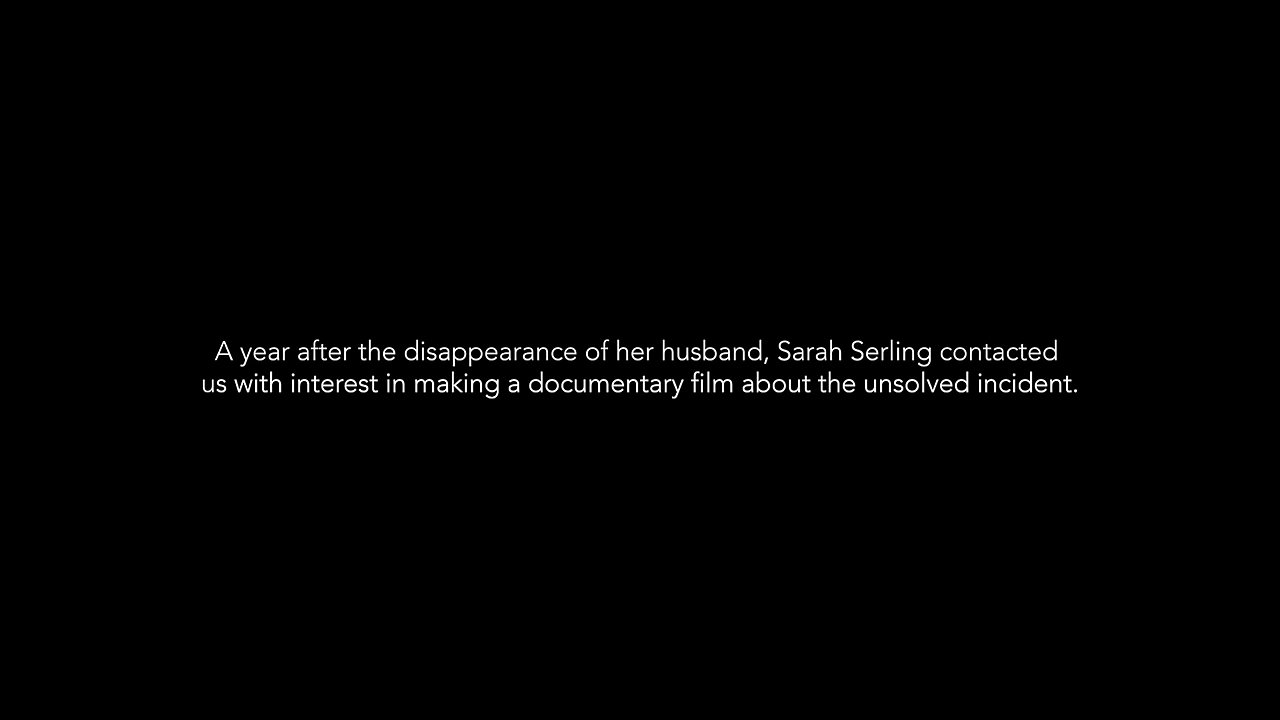 A year after the disappearance of her husband, Sarah Serling contacted
us with interest in making a documentary film about the unsolved incident.